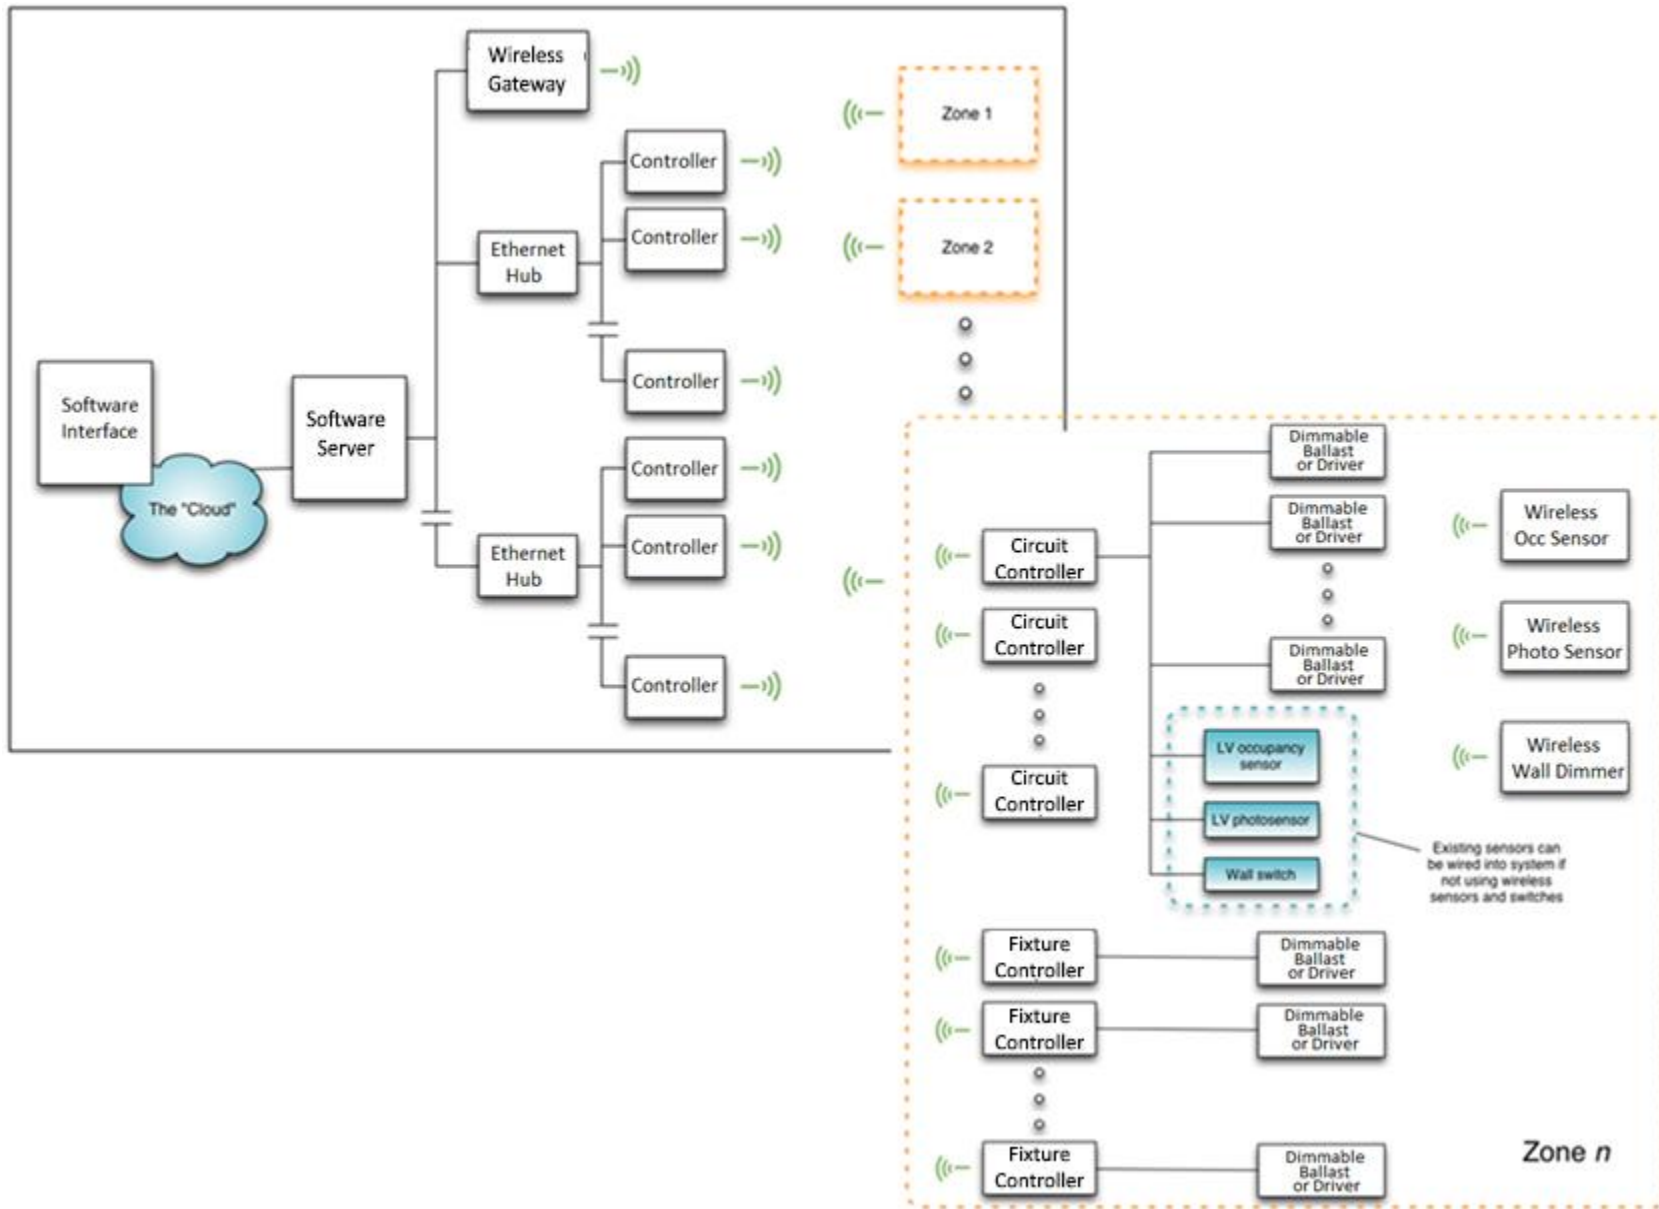 Wireless
Gateway
Controller
Controller
Ethernet
Hub
Controller
Software
Interface
The "Cloud"
Software
Server
Controller
Controller
Ethernet
Hub
Controller
Zone 1
Zone 2
Circuit
Controller
Circuit
Controller
Circuit
Controller
Dimmable
Ballast
or Driver
Dimmable
Ballast
or Driver
Dimmable
Ballast
or Driver
LV occupancy
sensor
LV photosensor
Wall switch
Wireless
Occ Sensor
Wireless
Photo Sensor
Wireless
Wall Dimmer
Existing sensors can
be wired into system if
not using wireless
sensors and switches
Fixture
Controller
Dimmable
Ballast
or Driver
Fixture
Controller
Dimmable
Ballast
or Driver
Fixture
Controller
Dimmable
Ballast
or Driver
Zone n